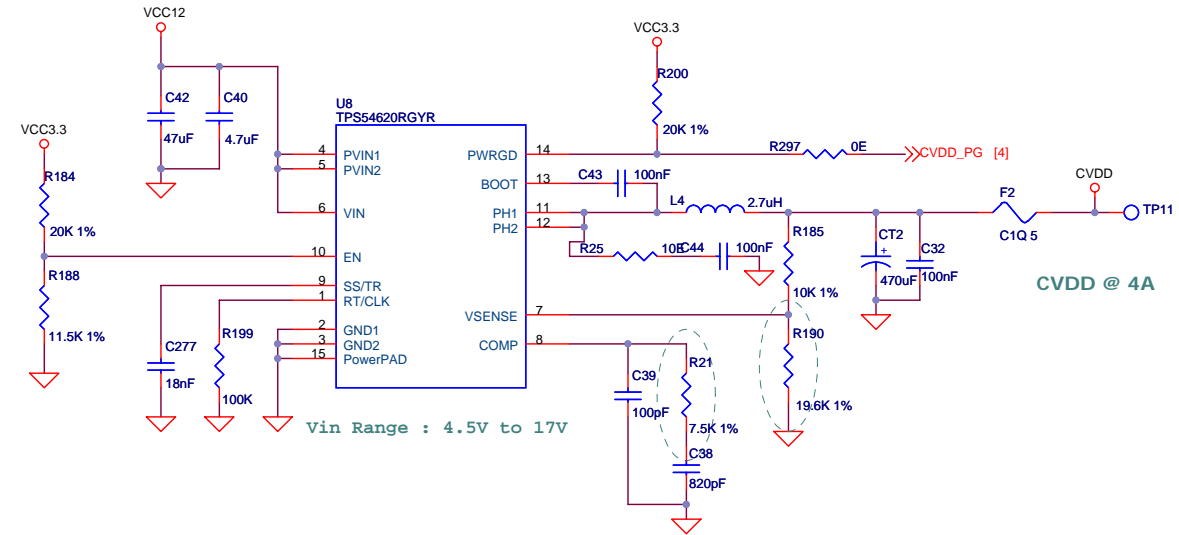 VCC12
VCC3.3
C42
C40
R200
U8
TPS54620RGYR
VCC3.3
47uF
4.7uF
20K 1%
R297
0E
CVDD_PG [4]
4
PVIN1
PWRGD
14
5
PVIN2
R184
C43
100nF
BOOT
13
CVDD
F2
L4
2.7uH
6
VIN
PH1
11
TP11
PH2
12
20K 1%
R185
CT2
C1Q 5
R25
10E
C44
100nF
C32
10
EN
+
R188
470uF
100nF
9
SS/TR
10K 1%
CVDD @ 4A
1
RT/CLK
VSENSE
7
2
GND1
R199
R190
11.5K 1%
3
GND2
COMP
8
C277
15
PowerPAD
R21
C39
18nF
100K
100pF
19.6K 1%
Vin Range : 4.5V to 17V
7.5K 1%
C38
820pF